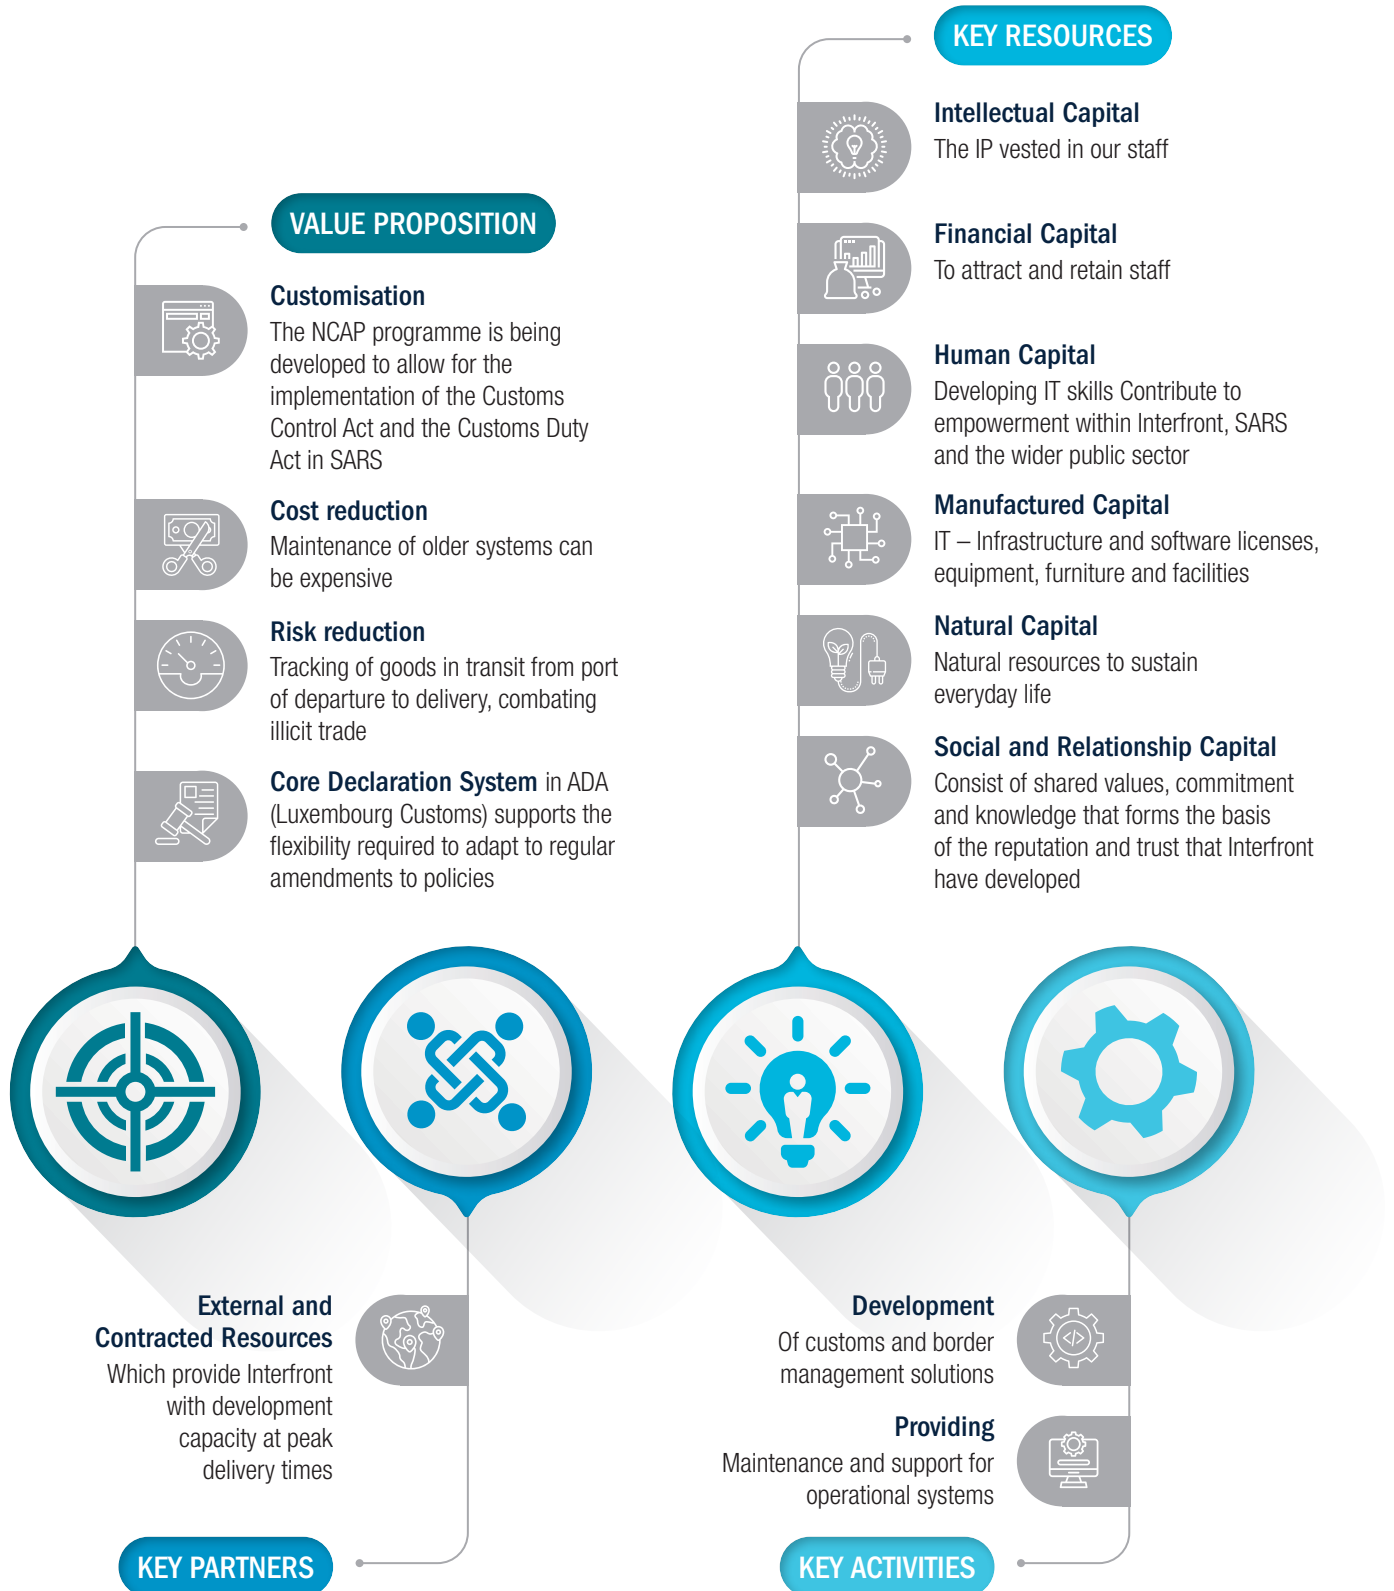 VALUE PROPOSITION
Customisation
The NCAP programme is being
developed to allow for the
implementation of the Customs
Control Act and the Customs Duty
Act in SARS
Cost reduction
Maintenance of older systems can
be expensive
Risk reduction
Tracking of goods in transit from port
of departure to delivery, combating
illicit trade
Core Declaration System in ADA
(Luxembourg Customs) supports the
flexibility required to adapt to regular
amendments to policies
KEY RESOURCES
Intellectual Capital
The IP vested in our staff
Financial Capital
To attract and retain staff
Human Capital
Developing IT skills Contribute to
empowerment within Interfront, SARS
and the wider public sector
Manufactured Capital
IT – Infrastructure and software licenses,
equipment, furniture and facilities
Natural Capital
Natural resources to sustain
everyday life
Social and Relationship Capital
Consist of shared values, commitment
and knowledge that forms the basis
of the reputation and trust that Interfront
have developed
External and
Contracted Resources
Which provide Interfront
with development
capacity at peak
delivery times
KEY PARTNERS
Development
Of customs and border
management solutions
Providing
Maintenance and support for
operational systems
KEY ACTIVITIES